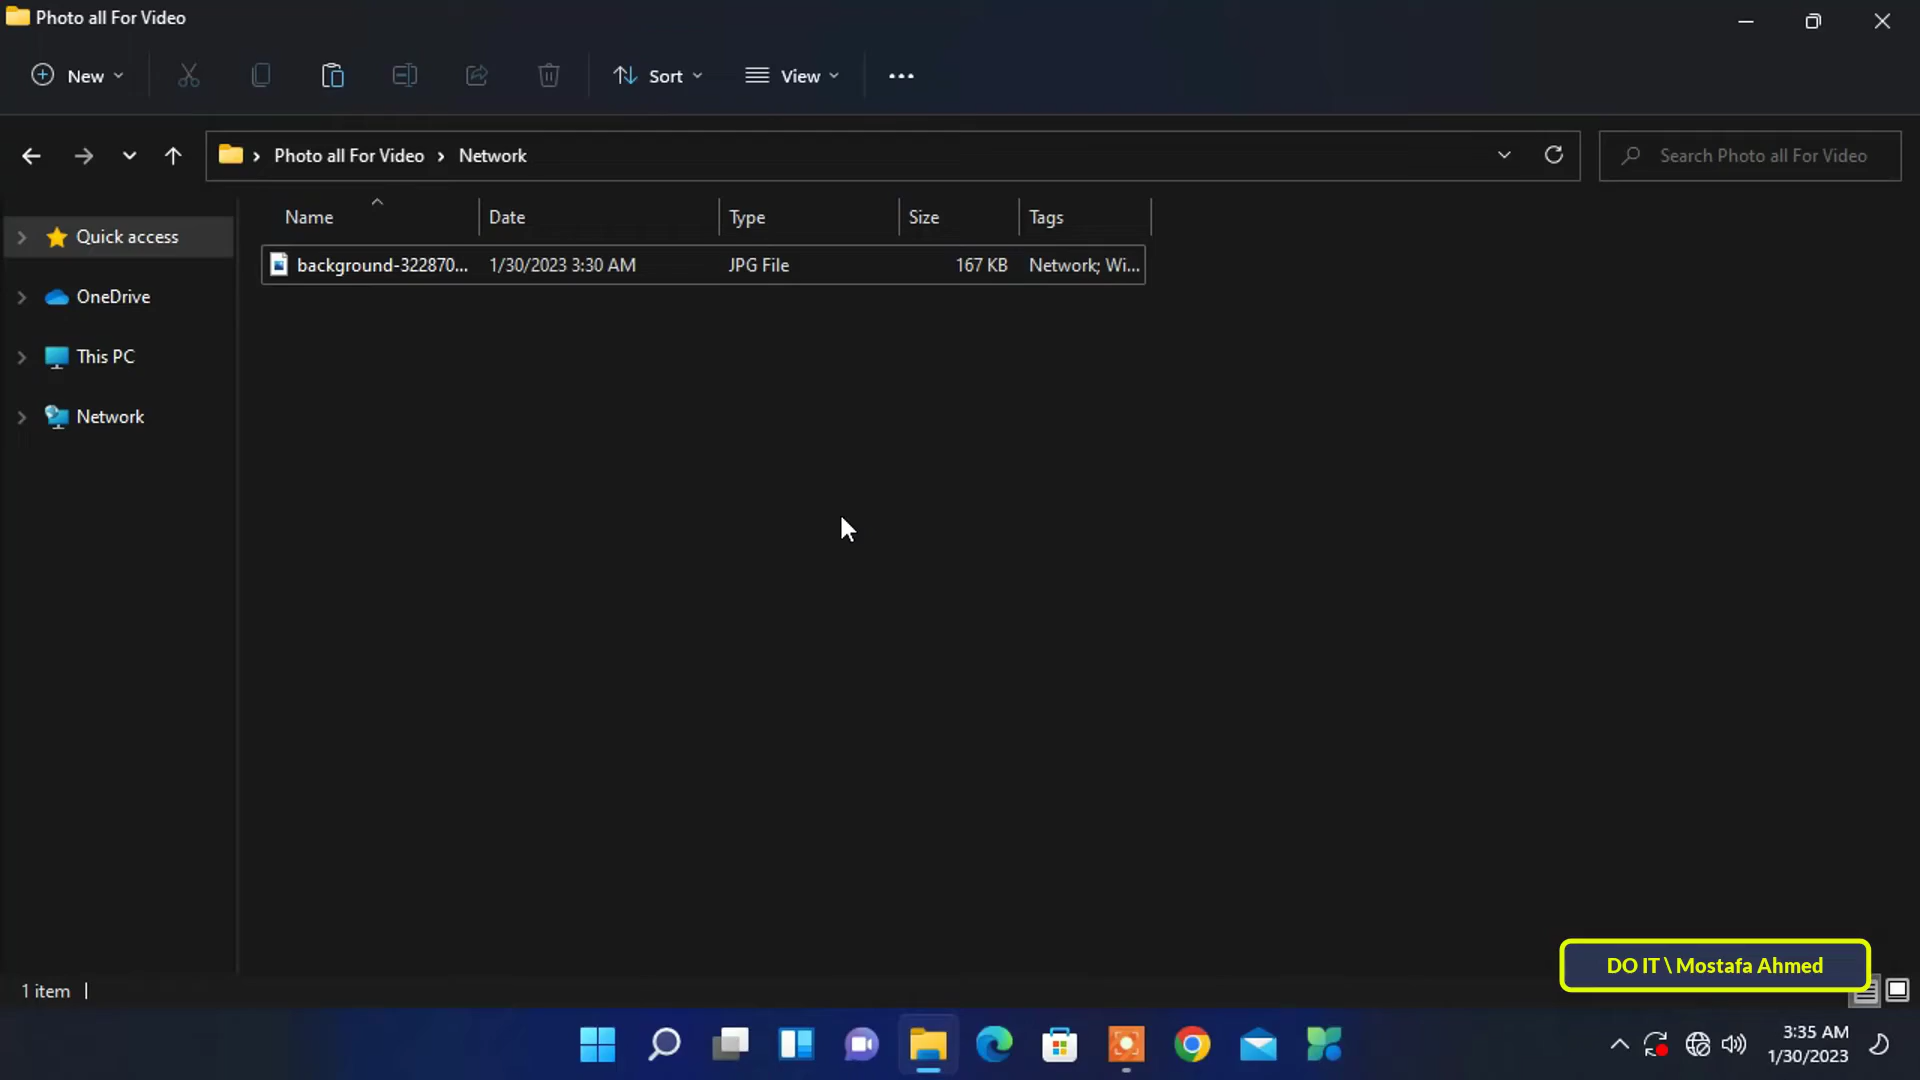 Photo all For Video
New
Sort
View
Photo all For Video
Network
Search Photo all For Video
Name
Date
Type
Size
Tags
background-322870...
1/30/2023 3:30 AM
JPG File
167 KB
Network; Wi...
Quick access
OneDrive
This PC
Network
DO IT \ Mostafa Ahmed
1 item
3:35 AM
1/30/2023